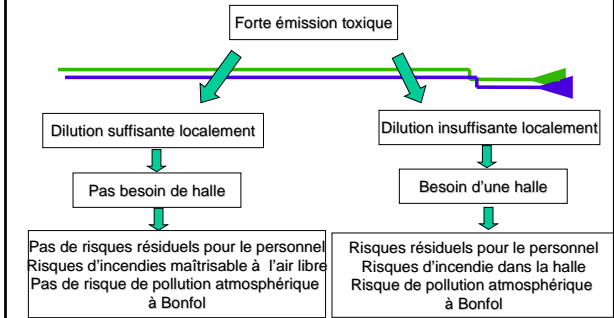 Forte émission toxique
Dilution suffisante localement
Dilution insuffisante localement
Pas besoin de halle
Besoin d'une halle
Pas de risques résiduels pour le personnel
Risques d'incendies maîtrisable à l'air libre
Pas de risque de pollution atmosphérique
à Bonfol
Risques résiduels pour le personnel
Risques d'incendie dans la halle
Risque de pollution atmosphérique
à Bonfol